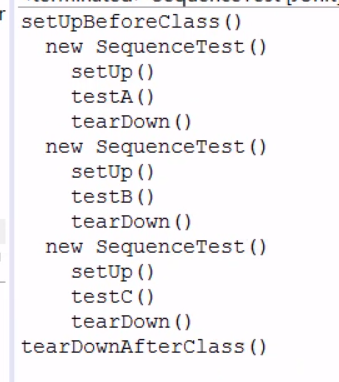 setUpBeforeClass()
new SequenceTest()
setUp()
testA()
tearDown()
new SequenceTest()
setUp()
testB()
tearDown()
new SequenceTest()
setUp()
testC()
tearDown()
tearDownAfterClass()